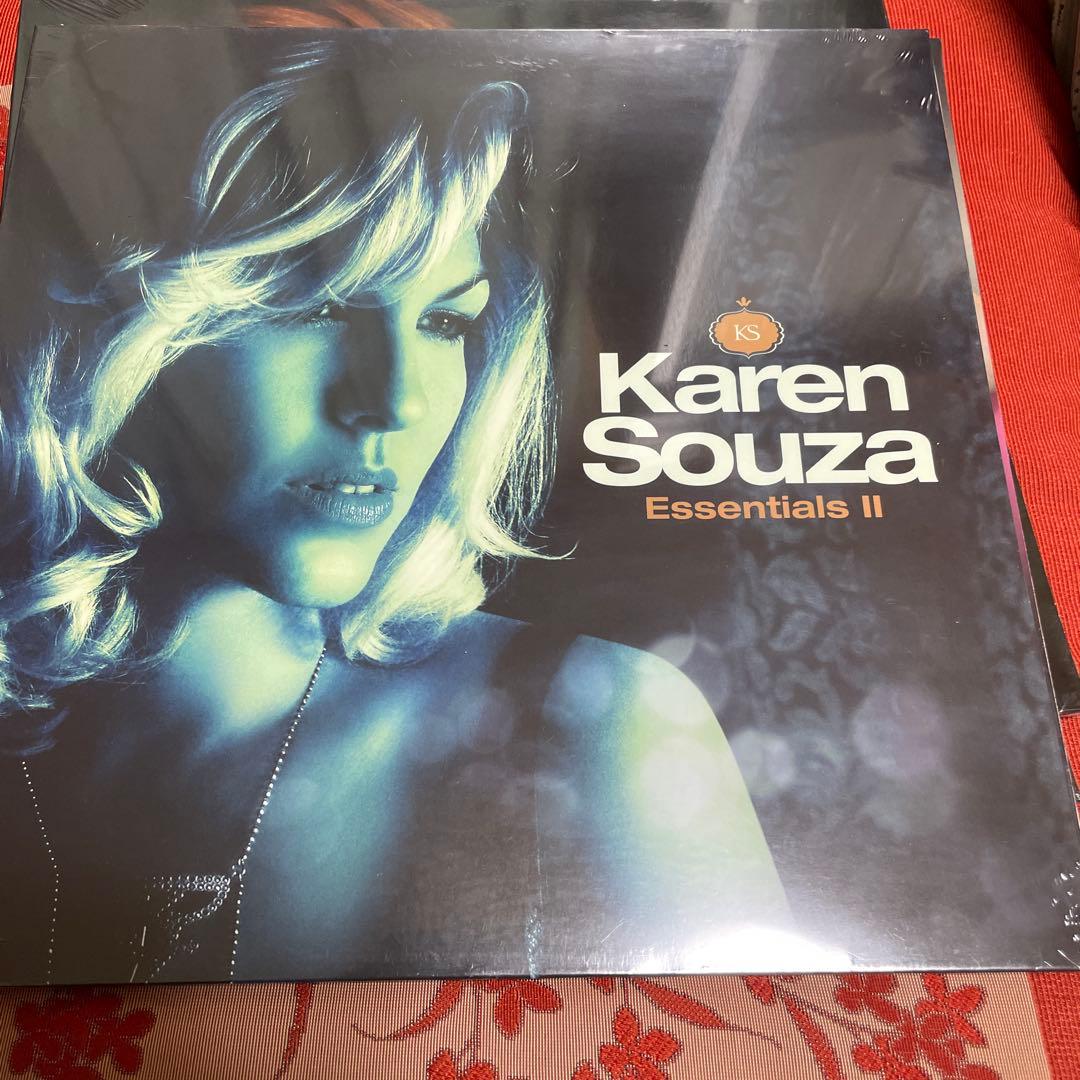 KS
Karen
Souza
Essentials II